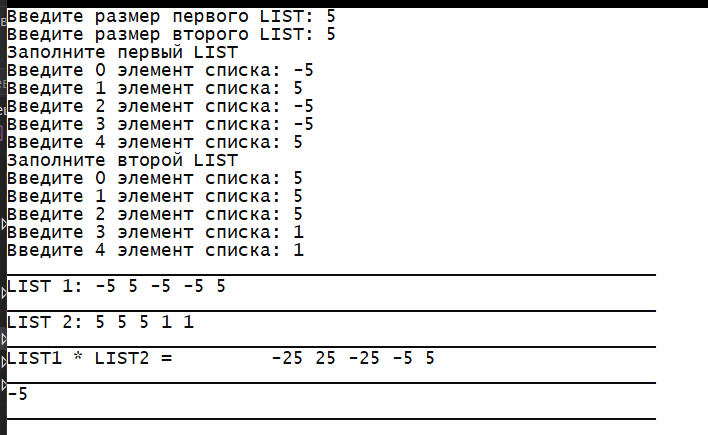 Введите размер первого LIST: 5
Введите размер второго LIST: 5
Заполните первый LIST
Введите 0 элемент списка: -5
Введите 1 элемент списка: 5
Введите 2 элемент списка: -5
Введите 3 элемент списка: -5
Введите 4 элемент списка: 5
Заполните второй LIST
Введите 0 элемент списка: 5
Введите 1 элемент списка: 5
Введите 2 элемент списка: 5
Введите 3 элемент списка: 1
Введите 4 элемент списка: 1
LIST 1: -5 5 -5 -5 5
LIST 2: 5 5 5 1 1
LIST1 * LIST2 = -25 25 -25 -5 5
-5